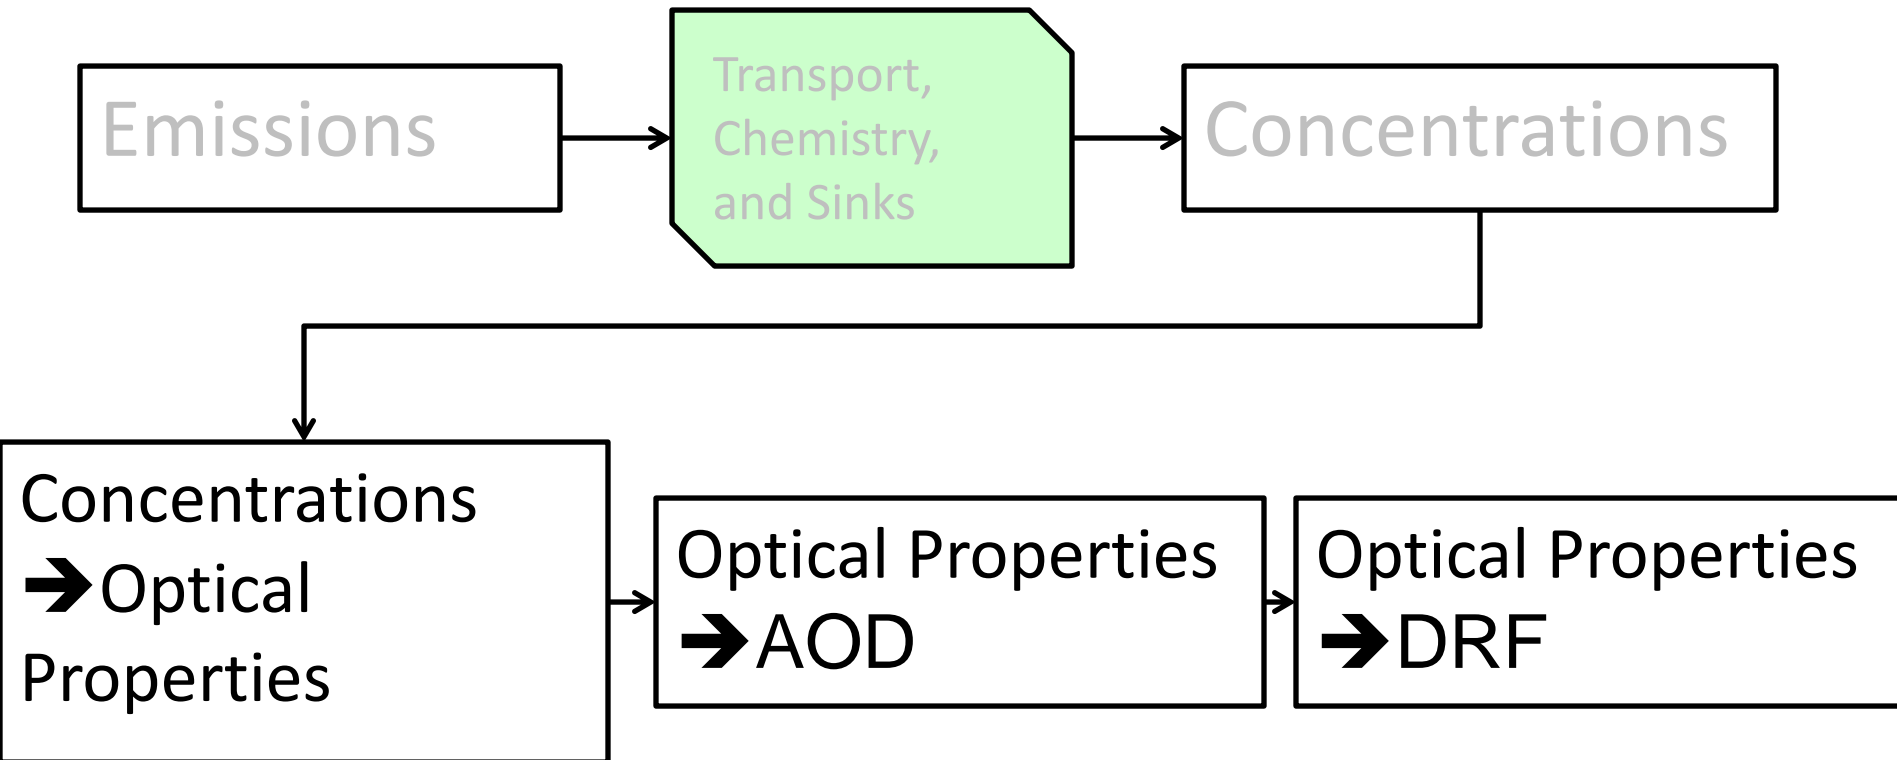 Emissions
Transport,
Chemistry,
and Sinks
Concentrations
Concentrations
➔Optical
Properties
Optical Properties
➔AOD
Optical Properties
➔DRF